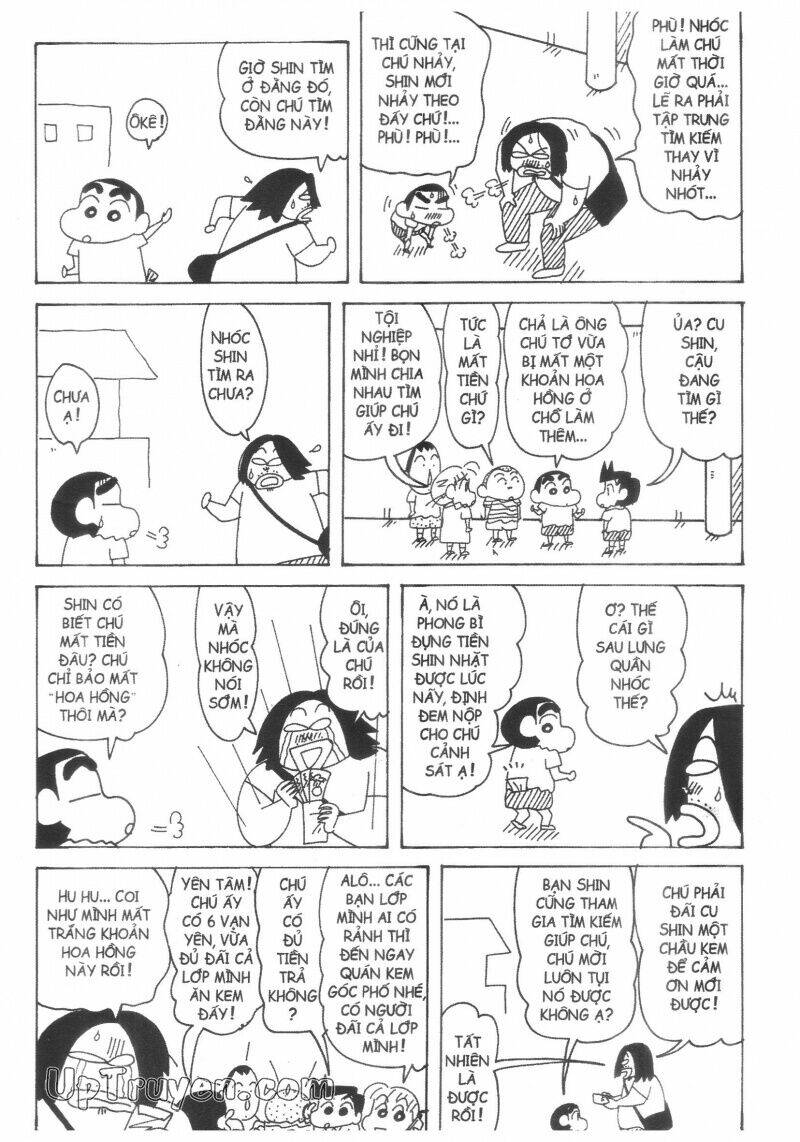 PHÙ! NHÓC
LÀM CHÚ
MẤT THỜI
GIỜ QUÁ...
LẼ RA PHẢI
TẬP TRUNG
TÌM KIẾM
THAY VÌ
NHẢY
NHÓT...
THÌ CŨNG TẠI
CHÚ NHẢY,
SHIN MỚI
NHẢY THEO
ĐẤY CHỨ!...
PHÙ! PHÙ!...
GIỜ SHIN TÌM
Ở ĐẰNG ĐÓ,
CÒN CHÚ TÌM
ĐẰNG NÀY!
ÔKÊ!
ỦA? CU
SHIN,
CẬU
ĐANG
TÌM GÌ
THẾ?
CHẢ LÀ ÔNG
CHÚ TỚ VỪA
BỊ MẤT MỘT
KHOẢN HOA
HỒNG Ở
CHỖ LÀM
THÊM...
TỨC
LÀ
MẤT
TIỀN
CHỨ
GÌ?
TỘI
NGHIỆP
NHỈ! BỌN
MÌNH CHIA
NHAU TÌM
GIÚP CHÚ
ẤY ĐI!
NHÓC
SHIN
TÌM RA
CHƯA?
CHƯA
Ạ!
Ơ? THẾ
CÁI GÌ
SAU LƯNG
QUẦN
NHÓC
THẾ?
À, NÓ LÀ
PHONG BÌ
ĐỰNG TIỀN
SHIN NHẶT
ĐƯỢC LÚC
NÃY, ĐỊNH
ĐEM NỘP
CHO CHÚ
CẢNH
SÁT Ạ!
ÔI,
ĐÚNG
LÀ CỦA
CHÚ
RỒI!
VẬY
MÀ
NHÓC
KHÔNG
NÓI
SỚM!
SHIN CÓ
BIẾT CHÚ
MẤT TIỀN
ĐÂU? CHÚ
CHỈ BẢO MẤT
"HOA HỒNG"
THÔI MÀ?
CHÚ PHẢI
ĐÃI CU
SHIN MỘT
CHẦU KEM
ĐỂ CẢM
ƠN MỚI
ĐƯỢC!
BẠN SHIN
CŨNG THAM
GIA TÌM KIẾM
GIÚP CHÚ,
CHÚ MỜI
LUÔN TỤI
NÓ ĐƯỢC
KHÔNG Ạ?
TẤT
NHIÊN
LÀ
ĐƯỢC
RỒI!
ALÔ... CÁC
BẠN LỚP
MÌNH AI CÓ
RẢNH THÌ
ĐẾN NGAY
QUÁN KEM
GÓC PHỐ NHÉ,
CÓ NGƯỜI
ĐÃI CẢ LỚP
MÌNH!
CHÚ
ẤY CÓ
ĐỦ
TIỀN
TRẢ
KHÔNG
?
YÊN TÂM!
CHÚ ẤY
CÓ 6 VẠN
YÊN, VỪA
ĐỦ ĐÃI CẢ
LỚP MÌNH
ĂN KEM
ĐẤY!
HU HU... COI
NHƯ MÌNH MẤT
TRẮNG KHOẢN
HOA HỒNG
NÀY RỒI!
UpTruyen.com